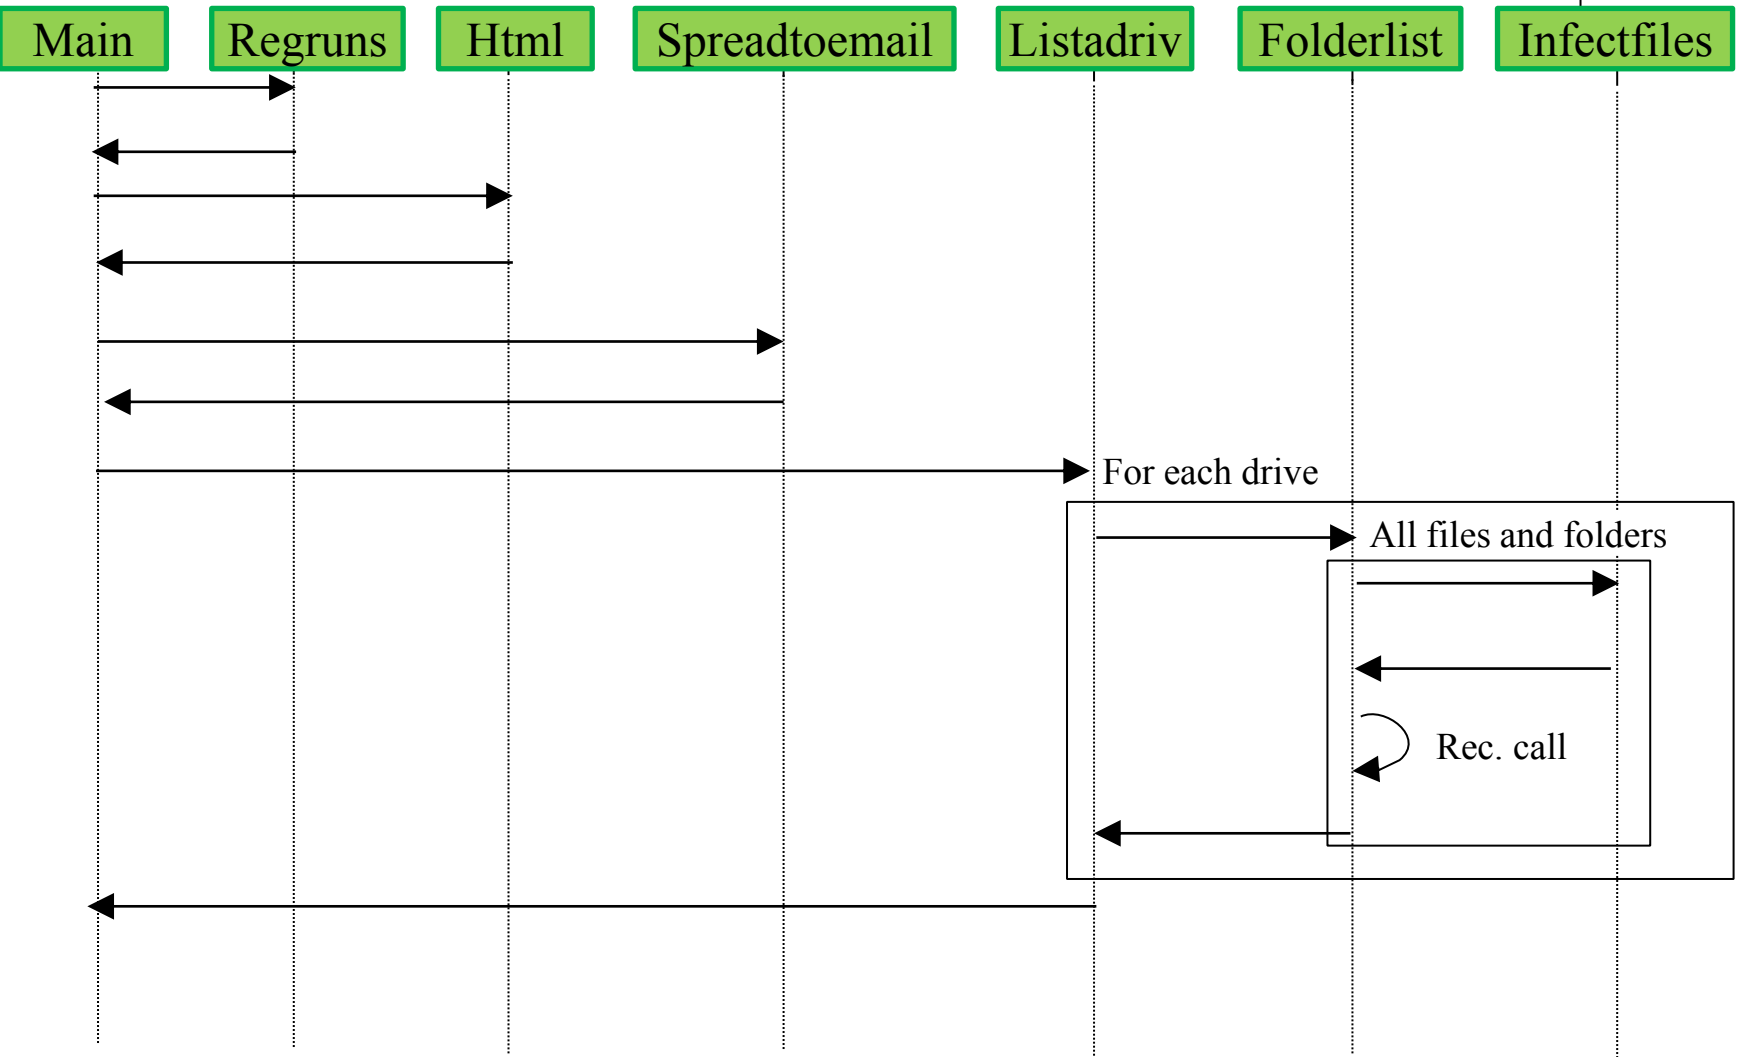 Main
Regruns
Html
Spreadtoemail
Listadriv
Folderlist
Infectfiles
For each drive
All files and folders
Rec. call